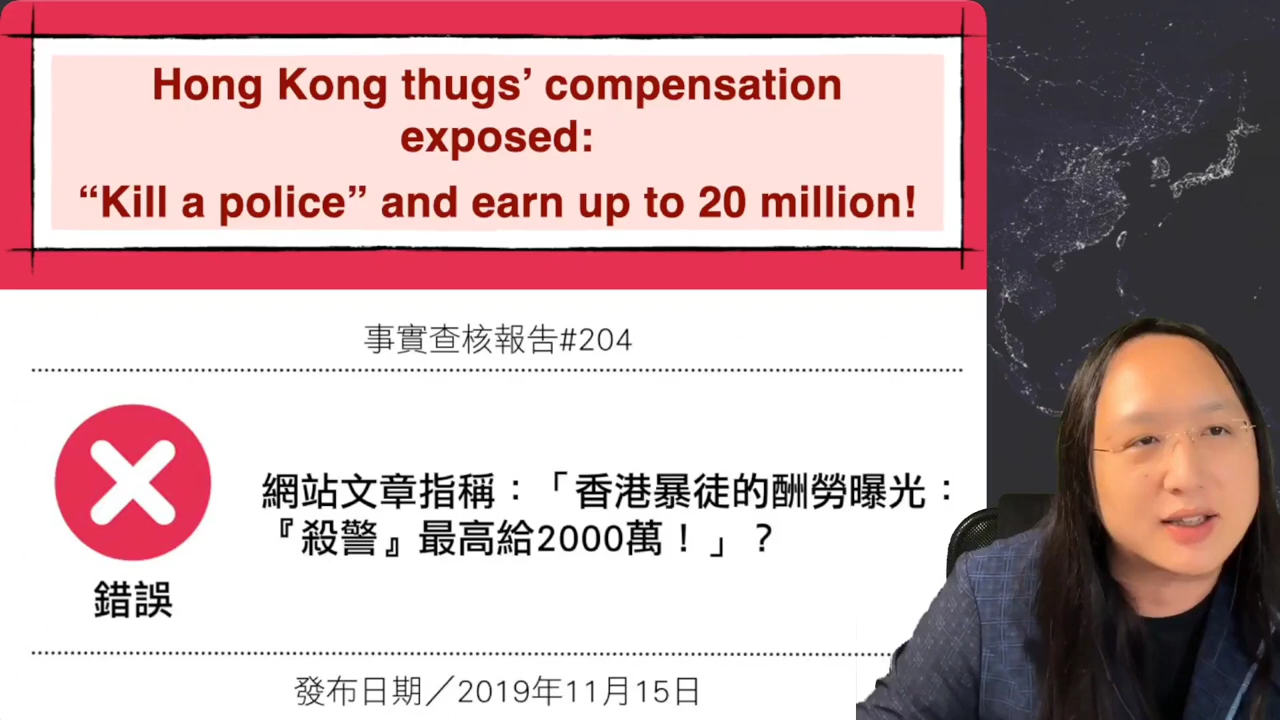 Hong Kong thugs’ compensation
exposed:
“Kill a police” and earn up to 20 million!
事實查核報告#204
網站文章指稱：「香港暴徒的酬勞曝光：
『殺警』最高給2000萬！」？
錯誤
發布日期／2019年11月15日